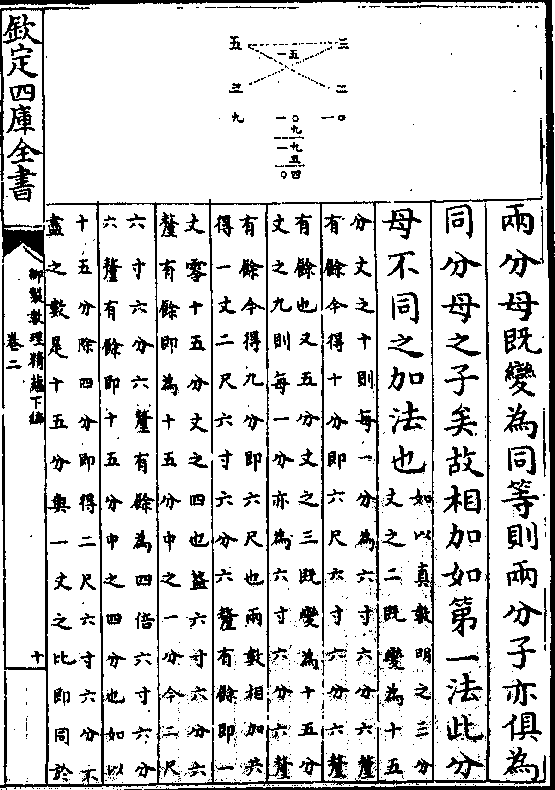 五 一五 三
三 二
九 一〇 一〇
九
一九
一五
〇四
兩分母既變為同等則兩分子亦俱為
同分母之子矣故相加如第一法此分
母不同之加法也
如以真數明之三分
丈之二既變為十五
分丈之十則每一分為六寸六分六釐
有餘今得十分即六尺六寸六分六釐
有餘也又五分丈之三既變為十五分
丈之九則每一分亦為六寸六分六釐
有餘今得九分即六尺也兩數相加共
得一丈二尺六寸六分六釐有餘即一
丈零十五分丈之四也蓋六寸六分六
釐有餘即為十五分中之一分今二尺
六寸六分六釐有餘為四倍六寸六分
六釐有餘即十五分中之四分也如以
十五分除四分即得二尺六寸六分不
盡之數是十五分與一丈之比即同於
欽定四庫全書
御製數理精蘊下編
卷二
十